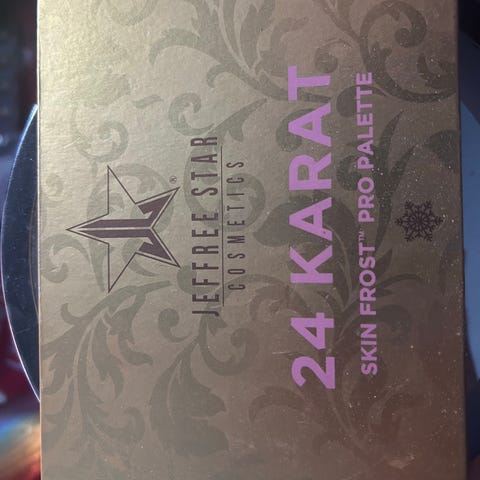 ®
JEFFREE STAR
COSMETICS
24 KARAT
SKIN FROST™ PRO PALETTE